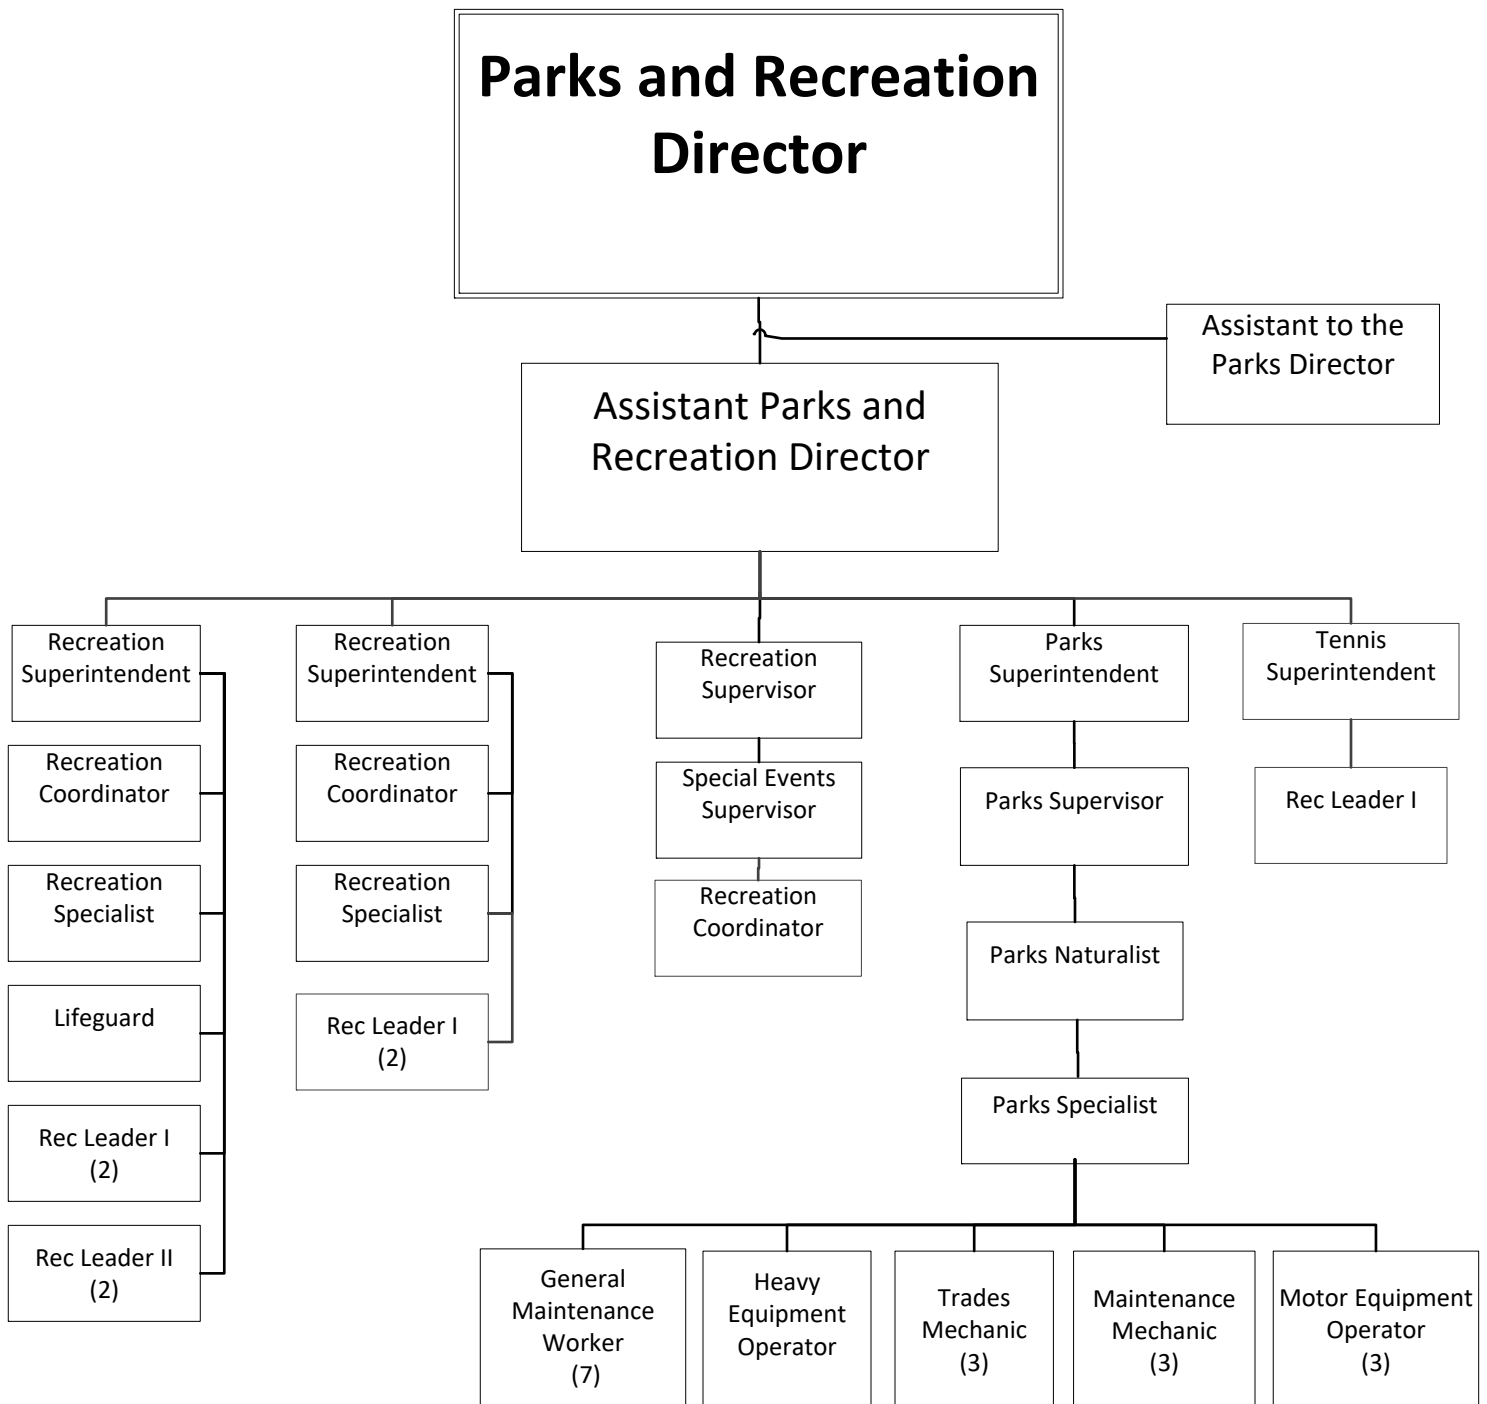 Parks and Recreation
Director
Assistant to the
Parks Director
Assistant Parks and
Recreation Director
Recreation
Superintendent
Recreation
Coordinator
Recreation
Specialist
Lifeguard
Rec Leader I
(2)
Rec Leader II
(2)
Recreation
Superintendent
Recreation
Coordinator
Recreation
Specialist
Rec Leader I
(2)
Recreation
Supervisor
Special Events
Supervisor
Recreation
Coordinator
Parks
Superintendent
Parks Supervisor
Parks Naturalist
Parks Specialist
Tennis
Superintendent
Rec Leader I
General
Maintenance
Worker
(7)
Heavy
Equipment
Operator
Trades
Mechanic
(3)
Maintenance
Mechanic
(3)
Motor Equipment
Operator
(3)